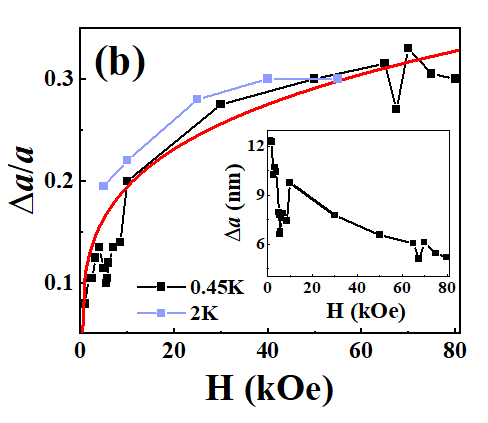 (b)
Δa/a
0.3
0.2
0.1
0
20
40
60
80
H (kOe)
0.45K
2K
Δa (nm)
12
9
6
0
20
40
60
80
H (kOe)